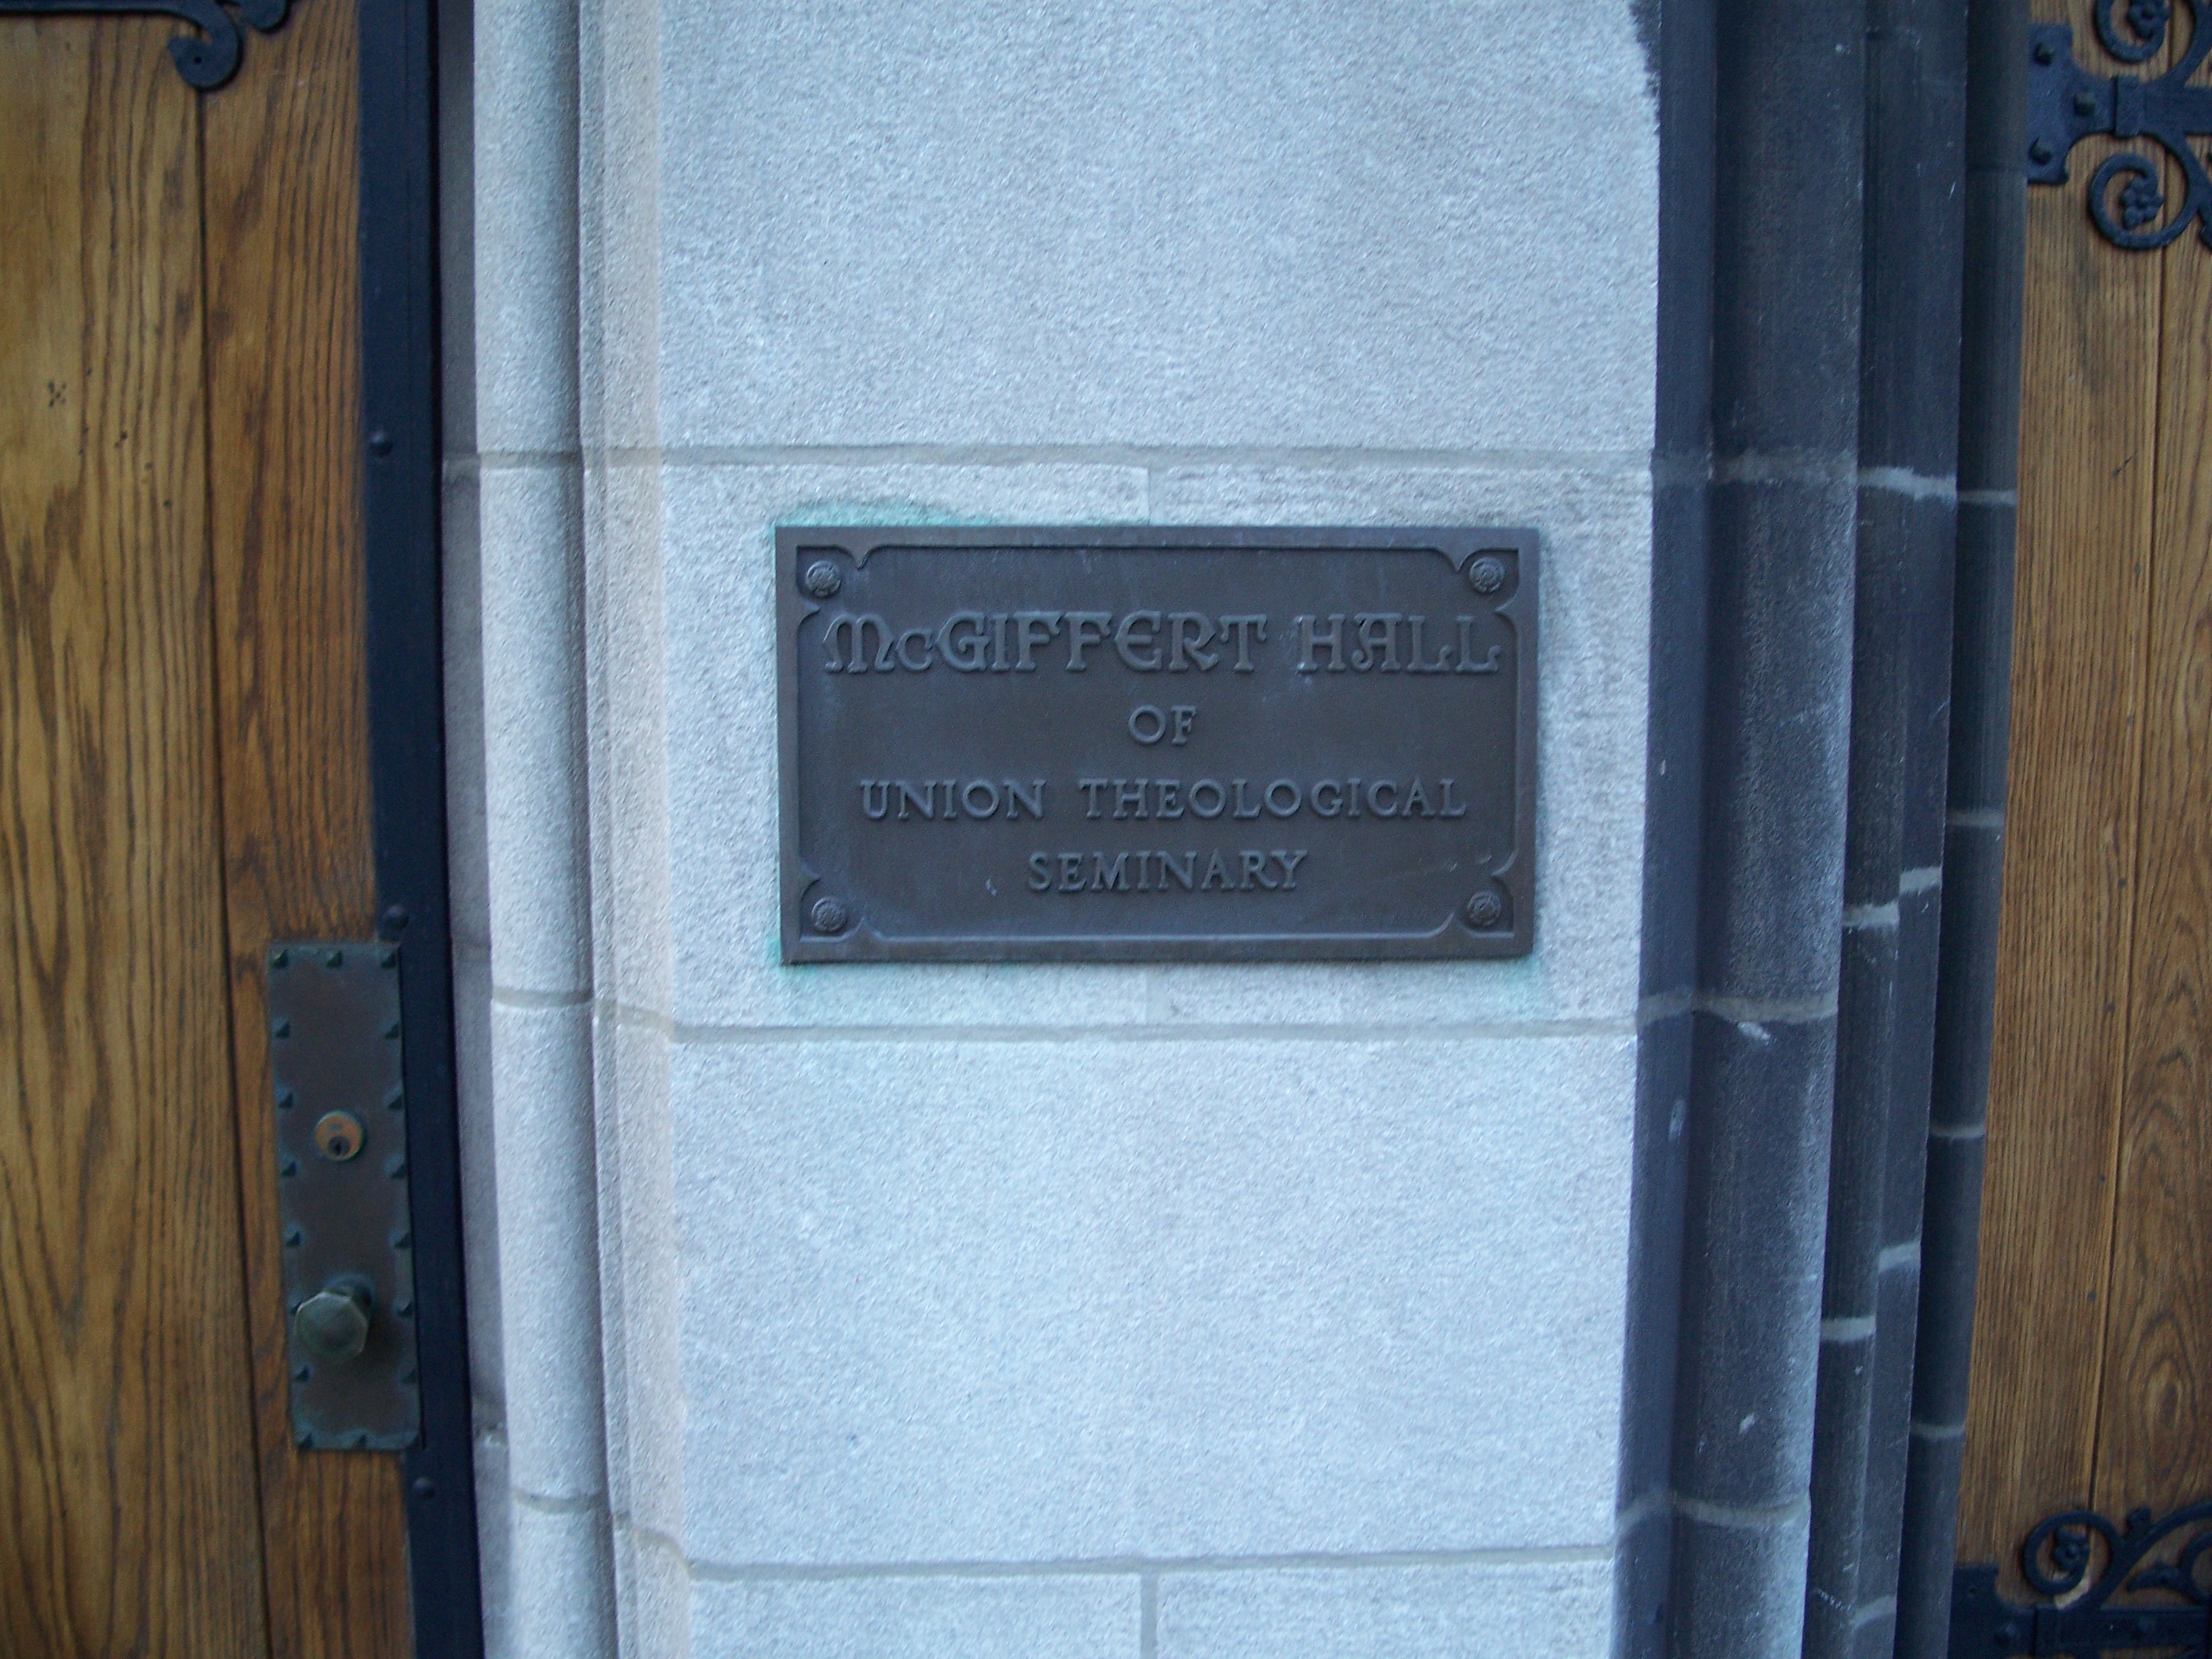 McGIFFERT HALL
OF
UNION THEOLOGICAL
SEMINARY